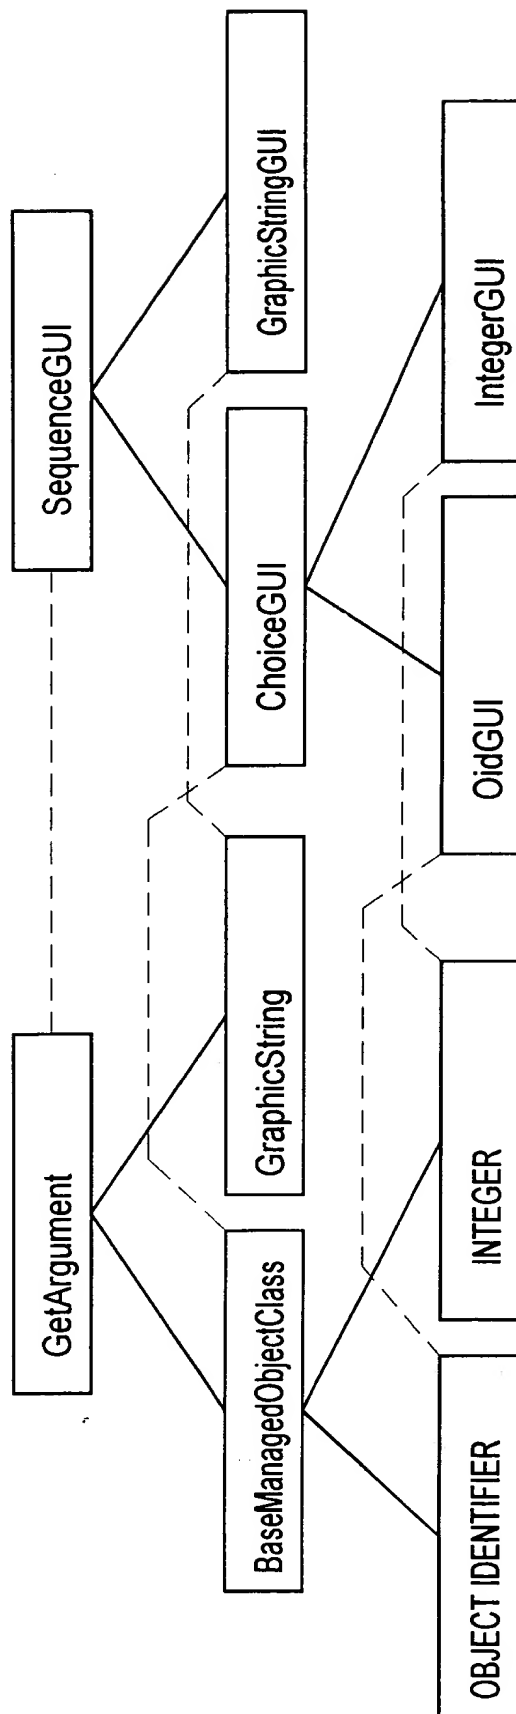 GetArgument
SequenceGUI
BaseManagedObjectClass
GraphicString
ChoiceGUI
GraphicStringGUI
OBJECT IDENTIFIER
INTEGER
OidGUI
IntegerGUI